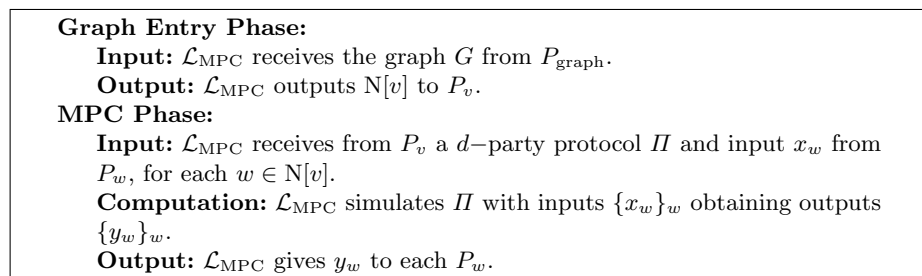 Graph Entry Phase:
Input: ℒ_MPC receives the graph G from P_graph.
Output: ℒ_MPC outputs N[v] to P_v.
MPC Phase:
Input: ℒ_MPC receives from P_v a d−party protocol Π and input x_w from
P_w, for each w ∈ N[v].
Computation: ℒ_MPC simulates Π with inputs {x_w}_w obtaining outputs
{y_w}_w.
Output: ℒ_MPC gives y_w to each P_w.